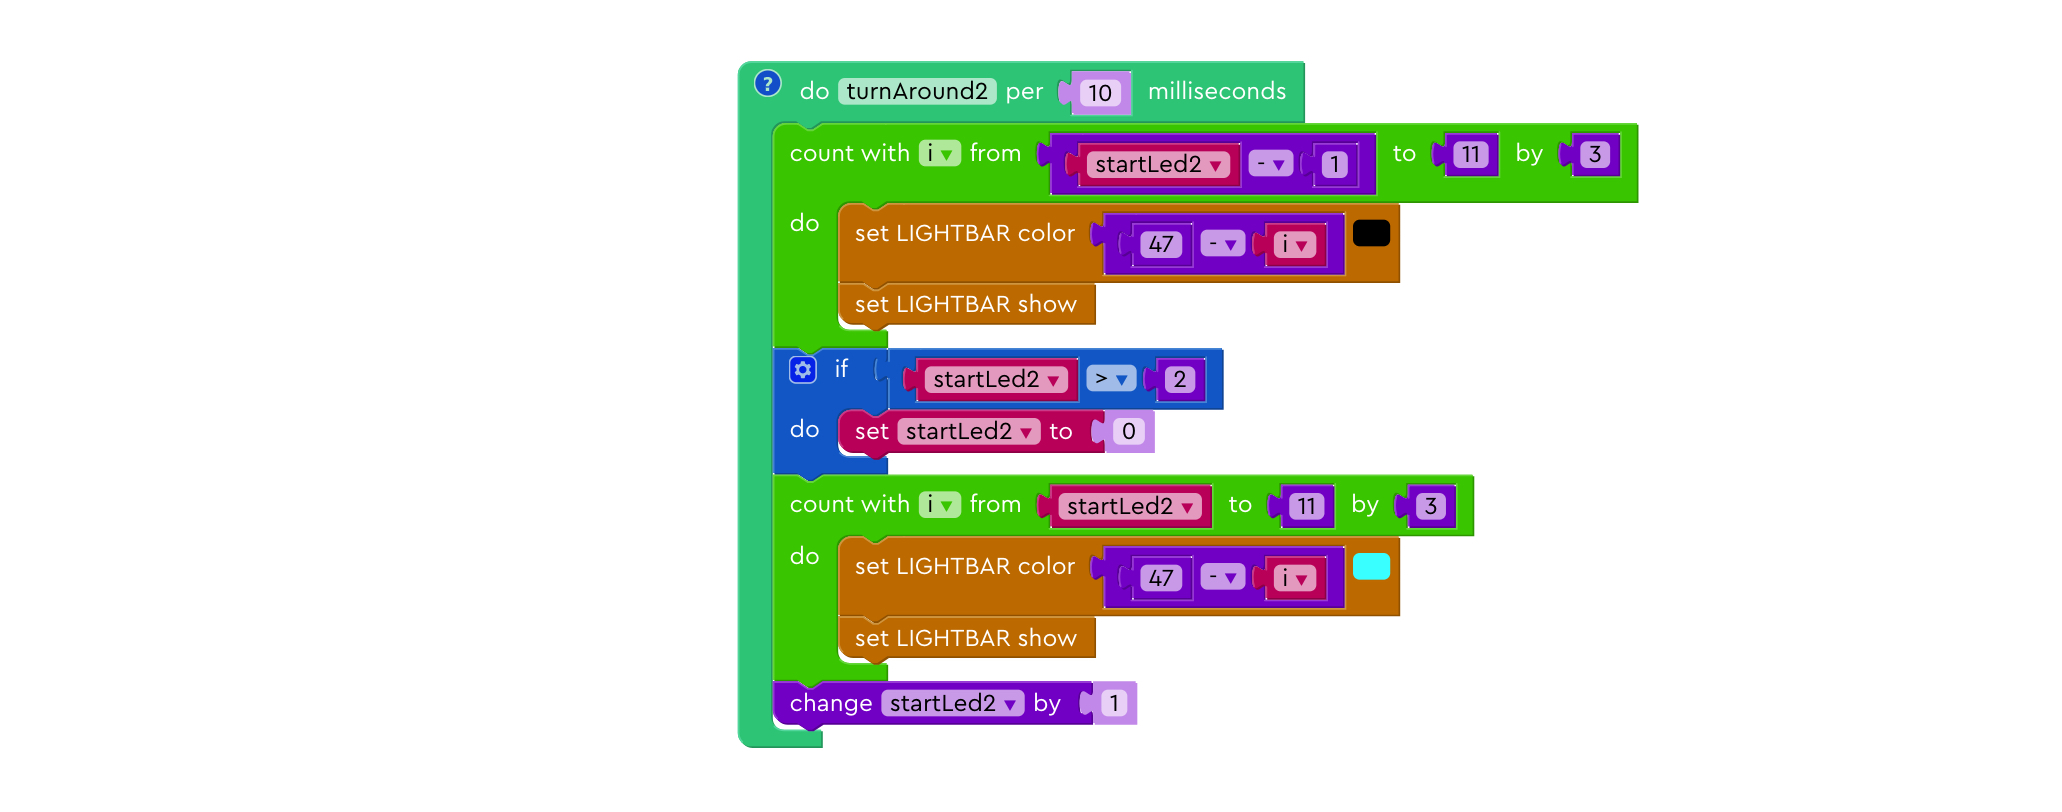 ? do turnAround2 per 10 milliseconds
count with i from startLed2 - 1 to 11 by 3
do set LIGHTBAR color 47 - i
set LIGHTBAR show
if startLed2 > 2
do set startLed2 to 0
count with i from startLed2 to 11 by 3
do set LIGHTBAR color 47 - i
set LIGHTBAR show
change startLed2 by 1